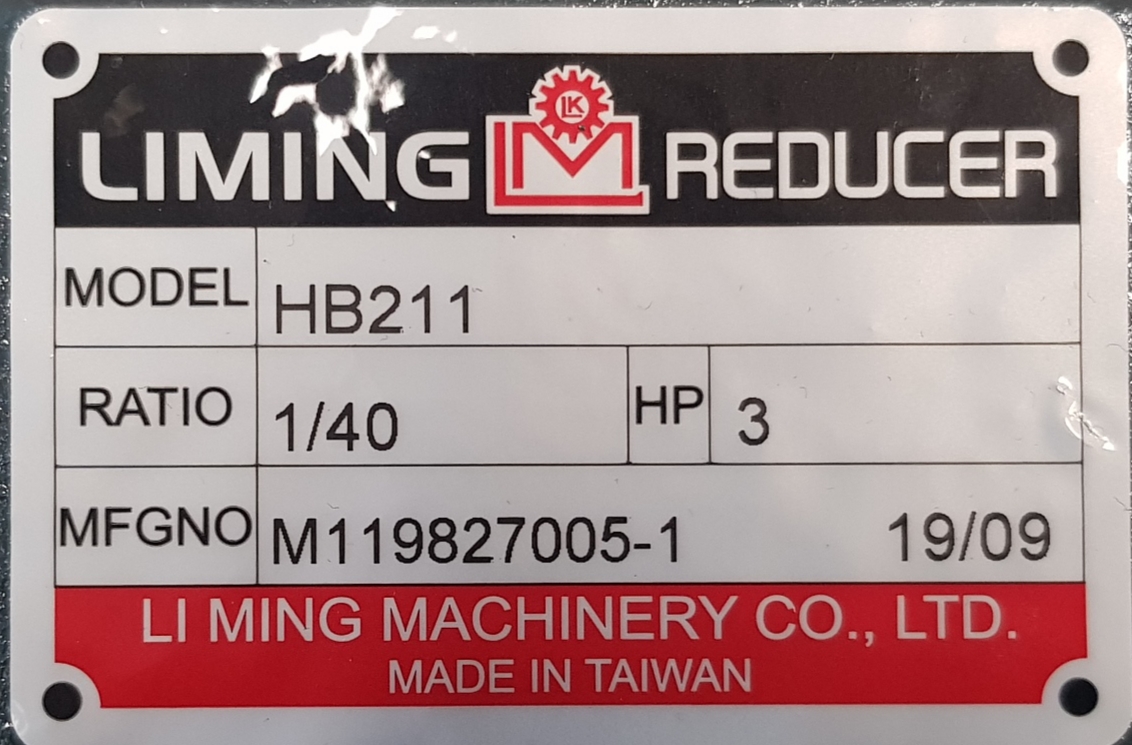 LIMING LK LM REDUCER
MODEL HB211
RATIO 1/40 HP 3
MFGNO M119827005-1 19/09
LI MING MACHINERY CO., LTD.
MADE IN TAIWAN